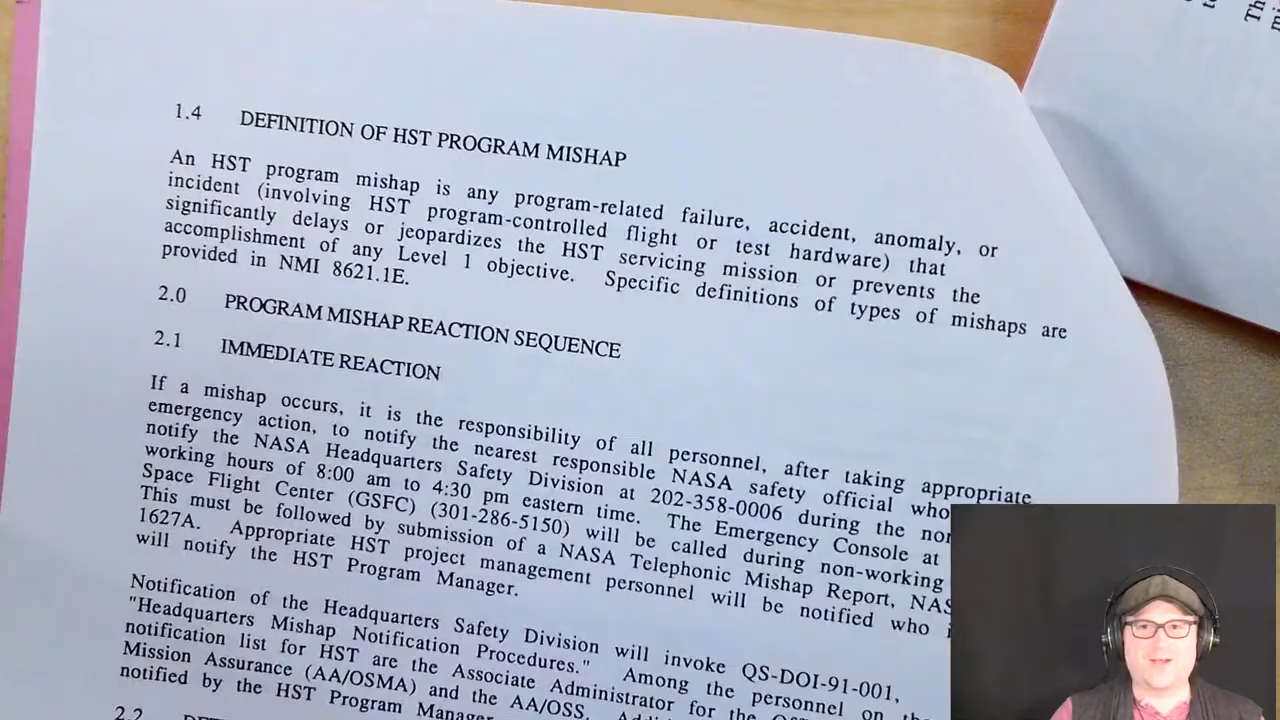 1.4 DEFINITION OF HST PROGRAM MISHAP
An HST program mishap is any program-related failure, accident, anomaly, or
incident (involving HST program-controlled flight or test hardware) that
significantly delays or jeopardizes the HST servicing mission or prevents the
accomplishment of any Level 1 objective. Specific definitions of types of mishaps are
provided in NMI 8621.1E.
2.0 PROGRAM MISHAP REACTION SEQUENCE
2.1 IMMEDIATE REACTION
If a mishap occurs, it is the responsibility of all personnel, after taking appropriate
emergency action, to notify the nearest responsible NASA safety official who
notify the NASA Headquarters Safety Division at 202-358-0006 during the
working hours of 8:00 am to 4:30 pm eastern time. The Emergency Console at
Space Flight Center (GSFC) (301-286-5150) will be called during non-working
This must be followed by submission of a NASA Telephonic Mishap Report,
1627A. Appropriate HST project management personnel will be notified who
will notify the HST Program Manager.
Notification of the Headquarters Safety Division will invoke QS-DOI-91-001,
"Headquarters Mishap Notification Procedures." Among the personnel on
notification list for HST are the Associate Administrator for the
Mission Assurance (AA/OSMA) and the AA/OSS.
notified by the HST Program
2.2